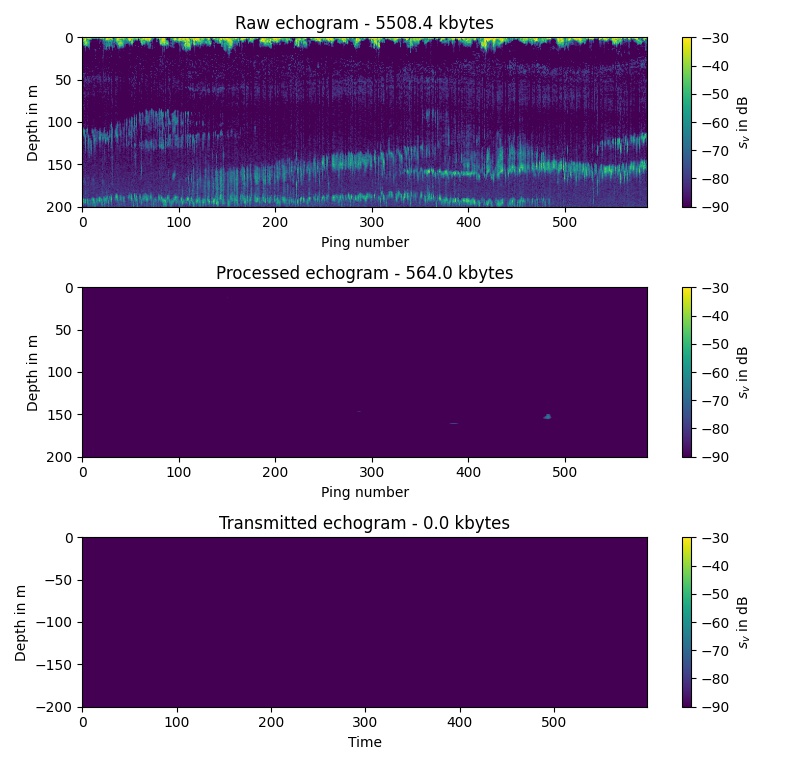 Raw echogram - 5508.4 kbytes
0
50
100
150
200
Depth in m
0 100 200 300 400 500
Ping number
−30
−40
−50
−60
−70
−80
−90
s_v in dB
Processed echogram - 564.0 kbytes
0
50
100
150
200
Depth in m
0 100 200 300 400 500
Ping number
−30
−40
−50
−60
−70
−80
−90
s_v in dB
Transmitted echogram - 0.0 kbytes
0
−50
−100
−150
−200
Depth in m
0 100 200 300 400 500
Time
−30
−40
−50
−60
−70
−80
−90
s_v in dB